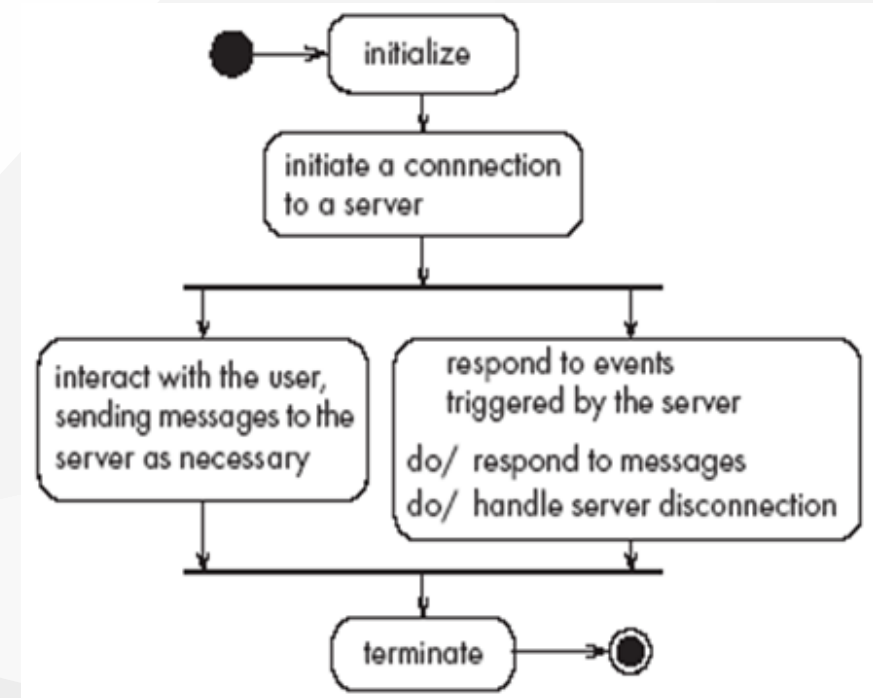 initialize
initiate a connnection
to a server
interact with the user,
sending messages to the
server as necessary
respond to events
triggered by the server
do/ respond to messages
do/ handle server disconnection
terminate